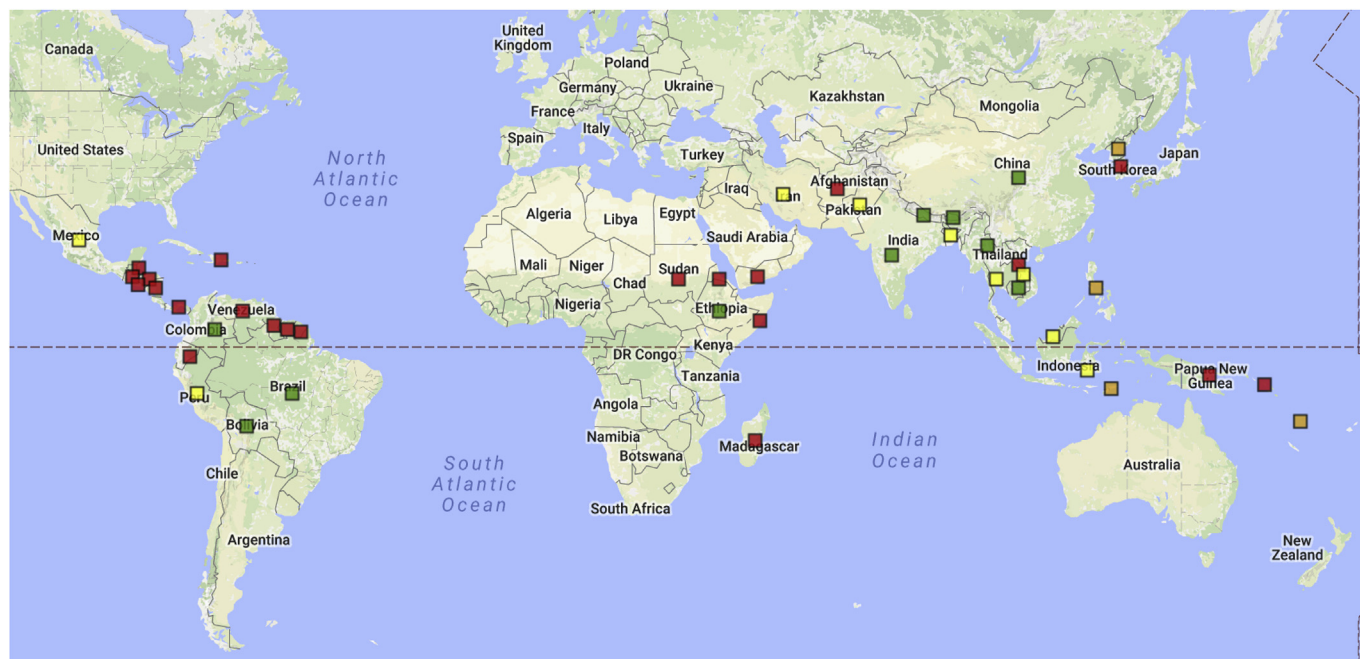 Canada
United
Kingdom
Poland
Germany
Ukraine
Kazakhstan
Mongolia
France
Italy
Spain
United States
North
Atlantic
Ocean
Turkey
China
Japan
South Korea
Iraq
Iran
Afghanistan
Pakistan
Algeria
Libya
Egypt
Mexico
Saudi Arabia
India
Thailand
Mali
Niger
Chad
Sudan
Nigeria
Ethiopia
Venezuela
Colombia
DR Congo
Kenya
Indonesia
Papua New
Guinea
Tanzania
Peru
Brazil
Angola
Bolivia
Namibia
Botswana
Madagascar
Indian
Ocean
Chile
South
Atlantic
Ocean
Australia
South Africa
Argentina
New
Zealand